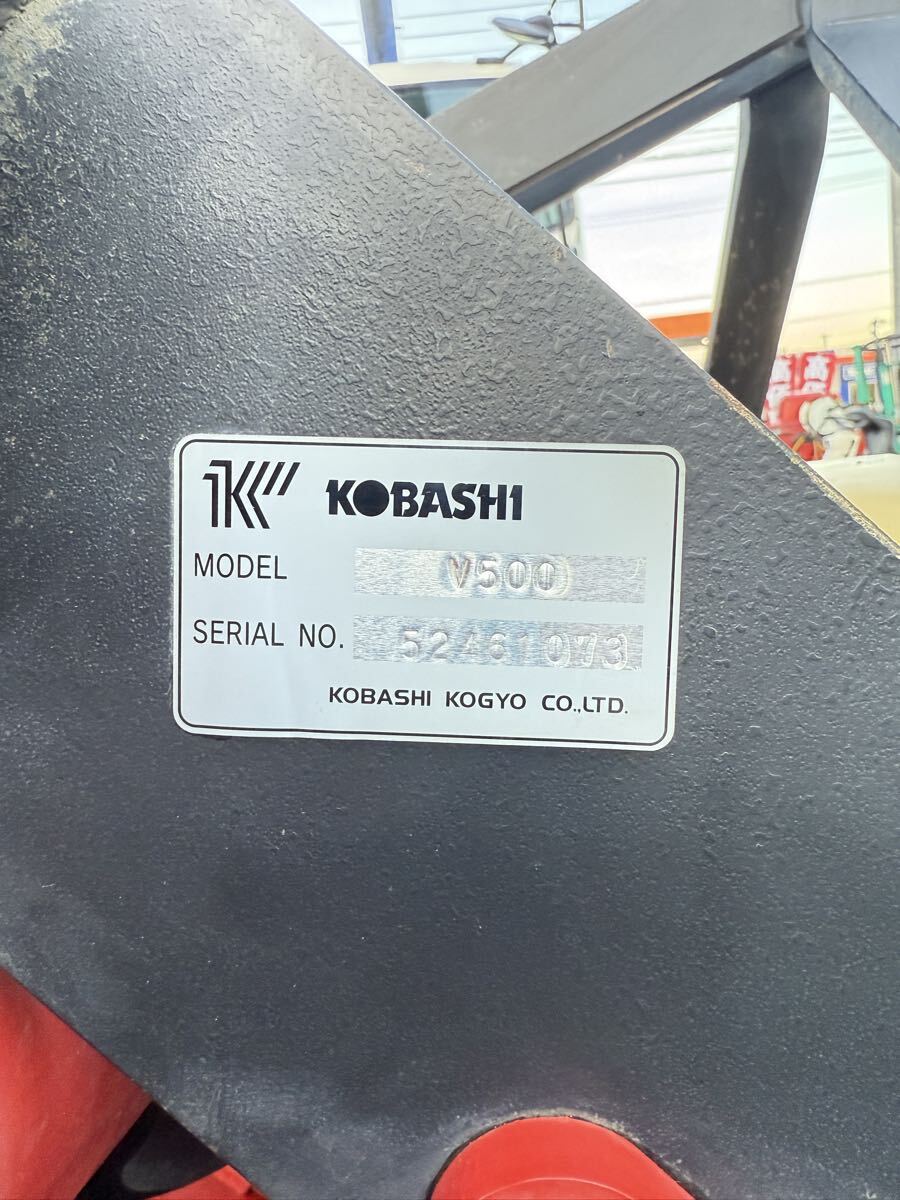 KOBASHI
MODEL V500
SERIAL NO. 52461073
KOBASHI KOGYO CO.,LTD.